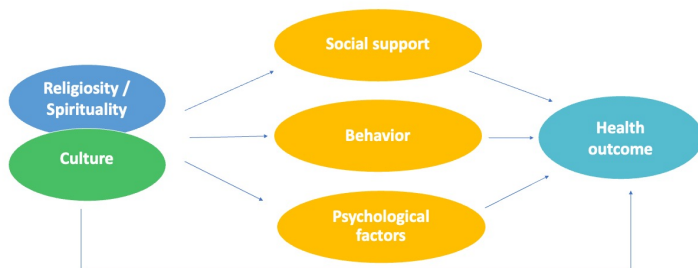 Social support
Religiosity /
Spirituality
Culture
Behavior
Health
outcome
Psychological
factors